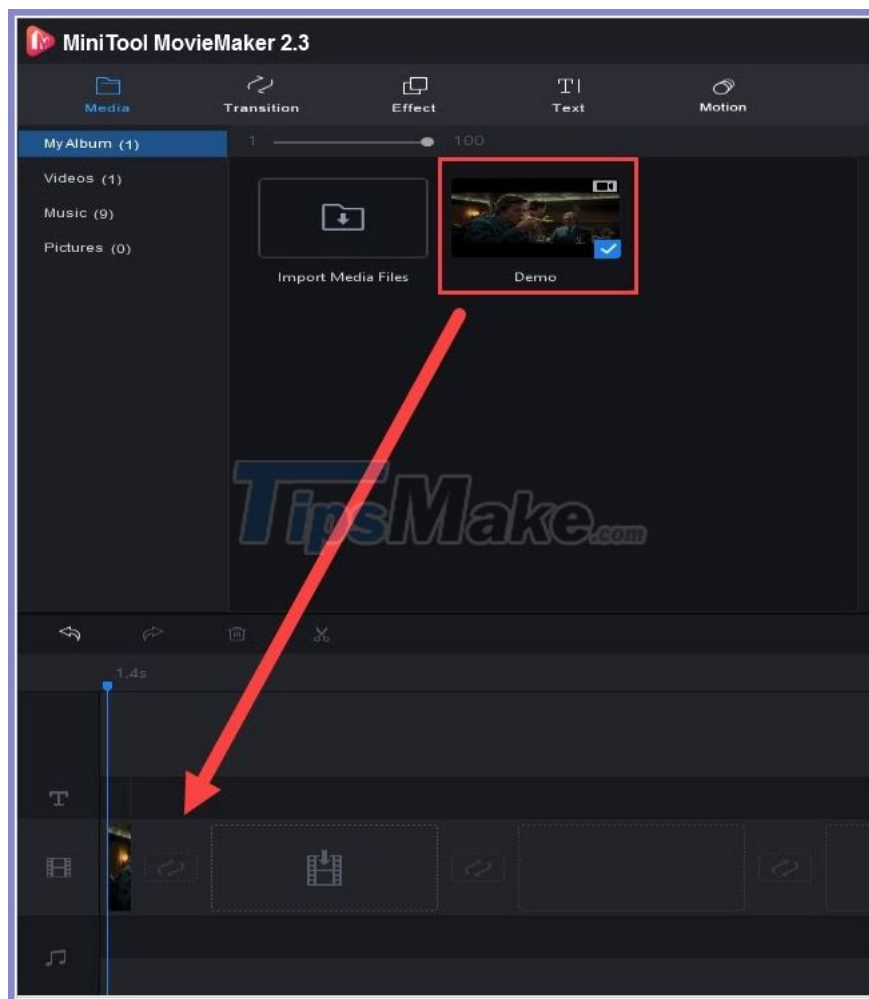 MiniTool MovieMaker 2.3
Media Transition Effect Text Motion
My Album (1) 1 100
Videos (1)
Music (9)
Pictures (0)
Import Media Files Demo
TipsMake.com
1.4s